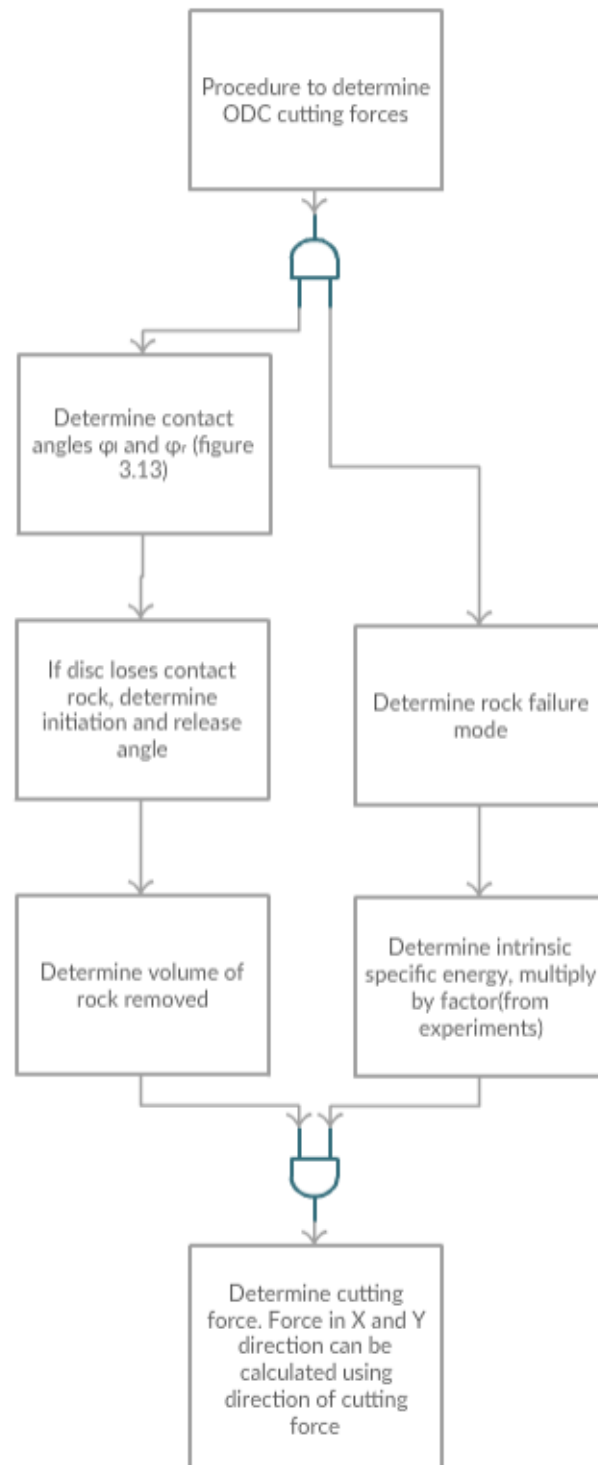 Procedure to determine
ODC cutting forces
Determine contact
angles φₗ and φᵣ (figure
3.13)
If disc loses contact
rock, determine
initiation and release
angle
Determine volume of
rock removed
Determine rock failure
mode
Determine intrinsic
specific energy, multiply
by factor(from
experiments)
Determine cutting
force. Force in X and Y
direction can be
calculated using
direction of cutting
force